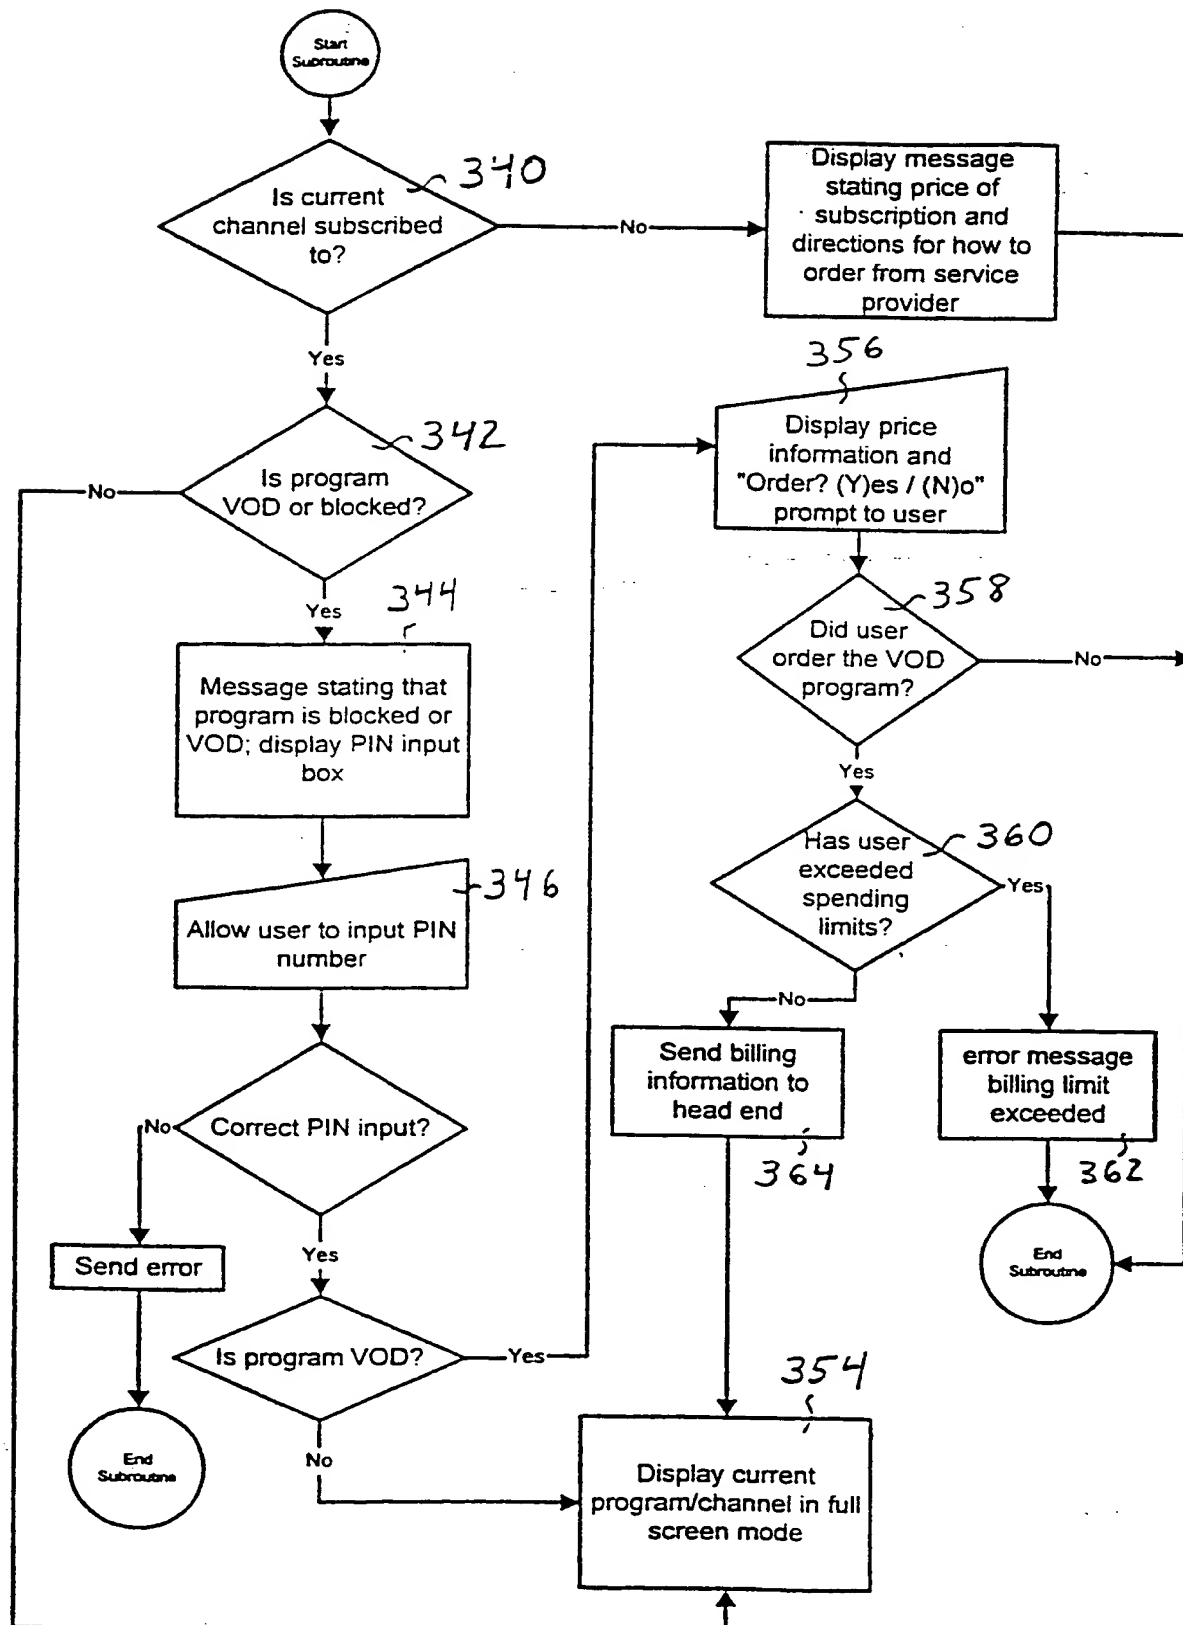 Start
Subroutine
340
Is current
channel subscribed
to?
No
Display message
stating price of
subscription and
directions for how to
order from service
provider
Yes
342
Is program
VOD or blocked?
No
Yes
344
Message stating that
program is blocked or
VOD; display PIN input
box
346
Allow user to input PIN
number
Correct PIN input?
No
Send error
End
Subroutine
Yes
Is program VOD?
Yes
No
356
Display price
information and
"Order? (Y)es / (N)o"
prompt to user
358
Did user
order the VOD
program?
No
Yes
360
Has user
exceeded
spending
limits?
Yes
No
Send billing
information to
head end
364
error message
billing limit
exceeded
362
End
Subroutine
354
Display current
program/channel in full
screen mode